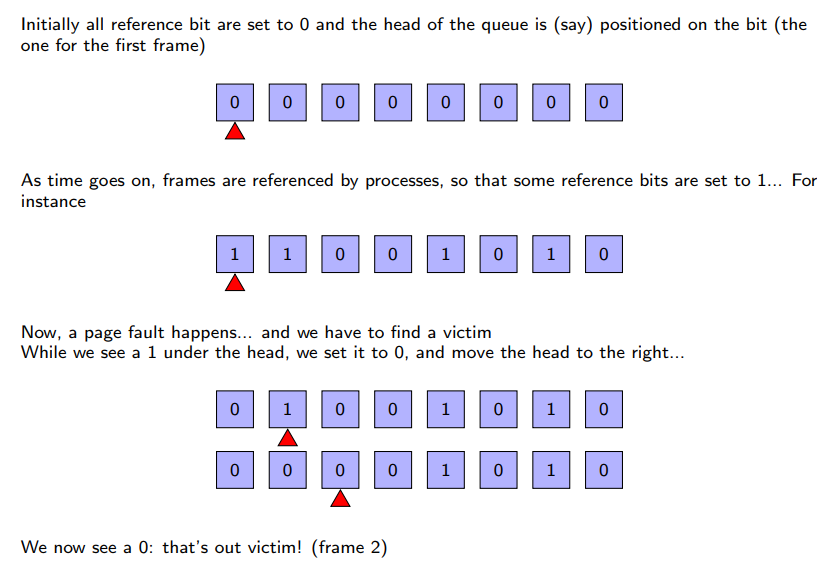 Initially all reference bit are set to 0 and the head of the queue is (say) positioned on the bit (the
one for the first frame)
0 0 0 0 0 0 0 0
As time goes on, frames are referenced by processes, so that some reference bits are set to 1... For
instance
1 1 0 0 1 0 1 0
Now, a page fault happens... and we have to find a victim
While we see a 1 under the head, we set it to 0, and move the head to the right...
0 1 0 0 1 0 1 0
0 0 0 0 1 0 1 0
We now see a 0: that's out victim! (frame 2)